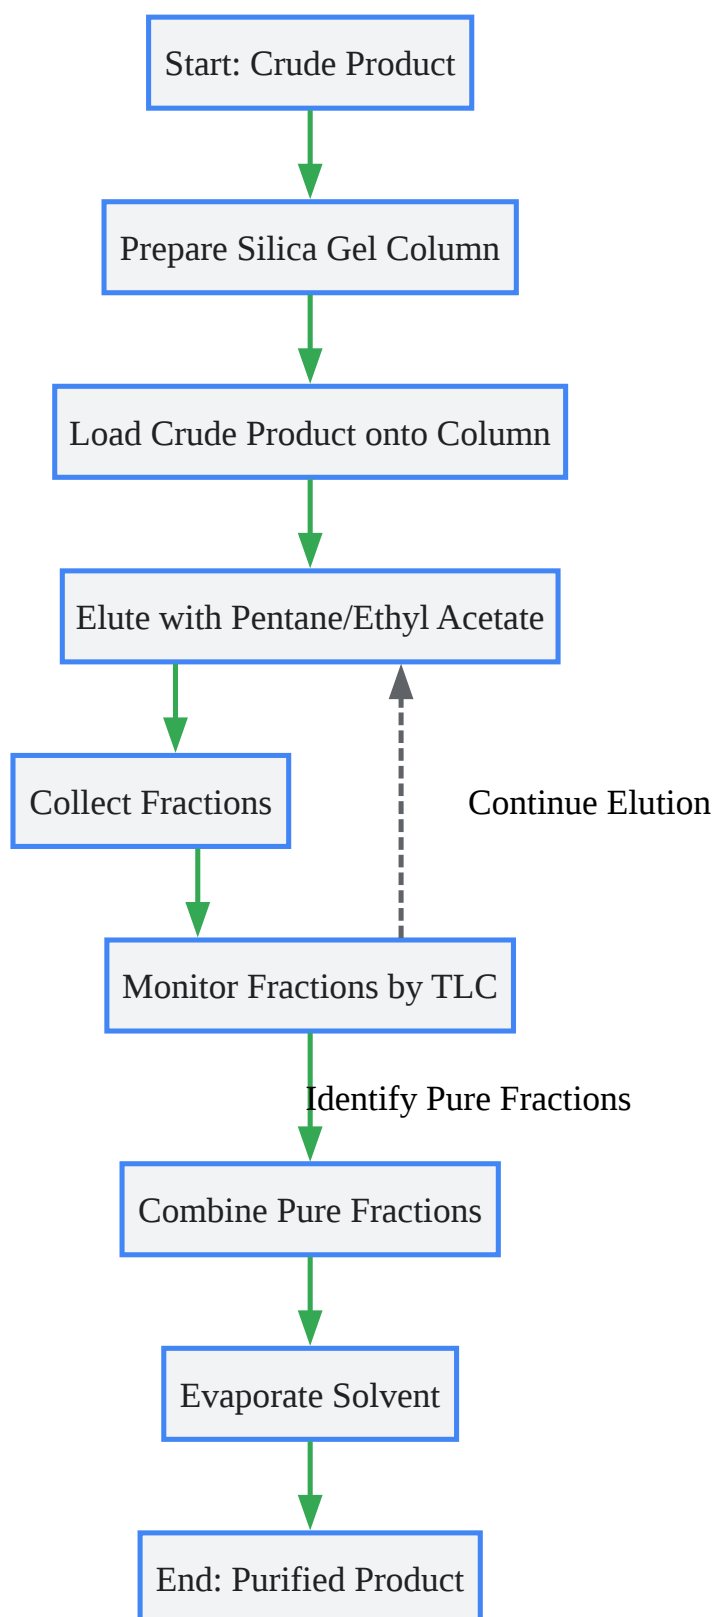 Start: Crude Product
Prepare Silica Gel Column
Load Crude Product onto Column
Elute with Pentane/Ethyl Acetate
Collect Fractions
Continue Elution
Monitor Fractions by TLC
Identify Pure Fractions
Combine Pure Fractions
Evaporate Solvent
End: Purified Product